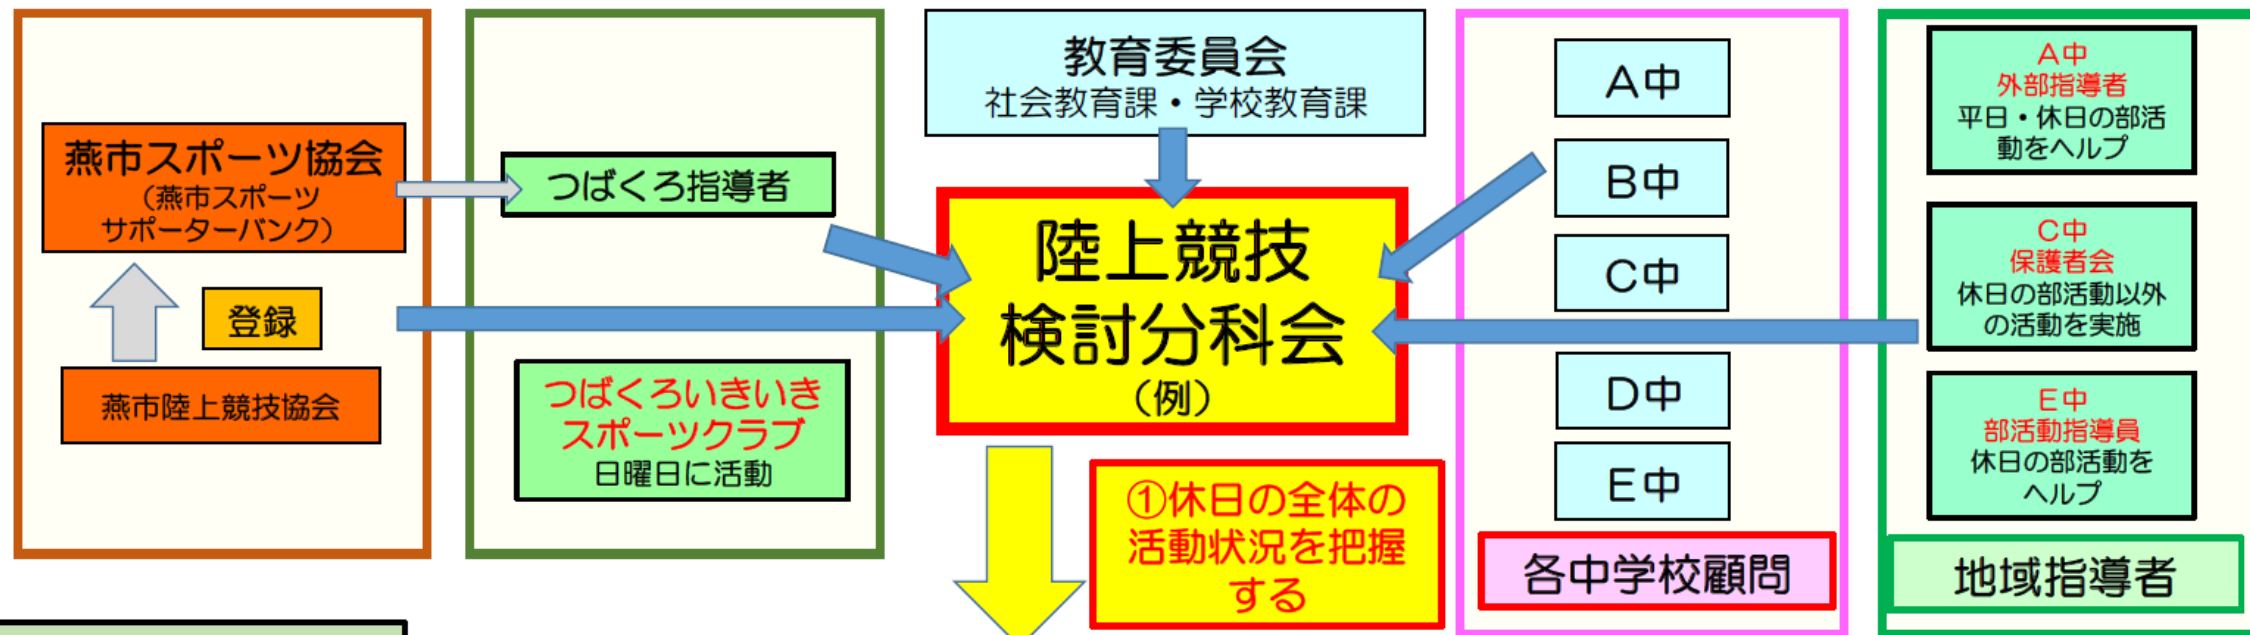 燕市スポーツ協会
（燕市スポーツ
サポーターバンク）
登録
燕市陸上競技協会
つばくろ指導者
つばくろいきいき
スポーツクラブ
日曜日に活動
教育委員会
社会教育課・学校教育課
陸上競技
検討分科会
（例）
①休日の全体の
活動状況を把握
する
A中
B中
C中
D中
E中
各中学校顧問
A中
外部指導者
平日・休日の部活
動をヘルプ
C中
保護者会
休日の部活動以外
の活動を実施
E中
部活動指導員
休日の部活動を
ヘルプ
地域指導者